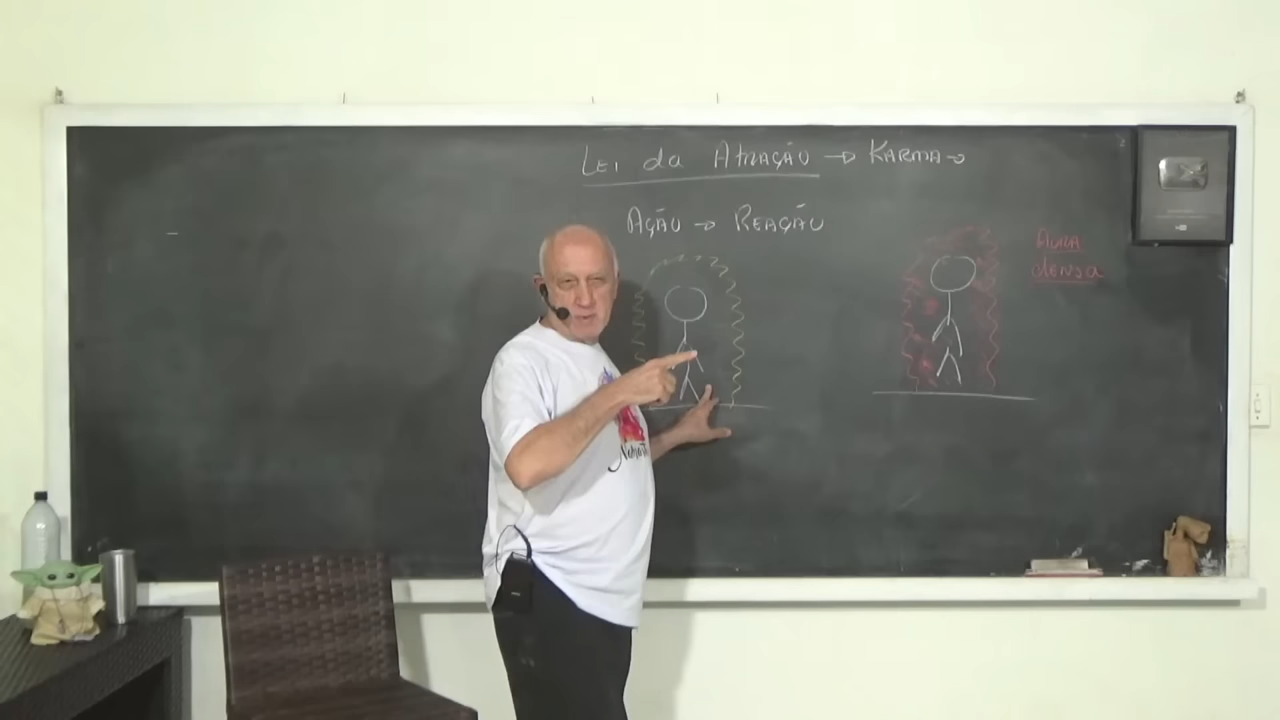 LEI da ATRAÇÃO → KARMA →
AÇÃO → REAÇÃO
AURA
densa